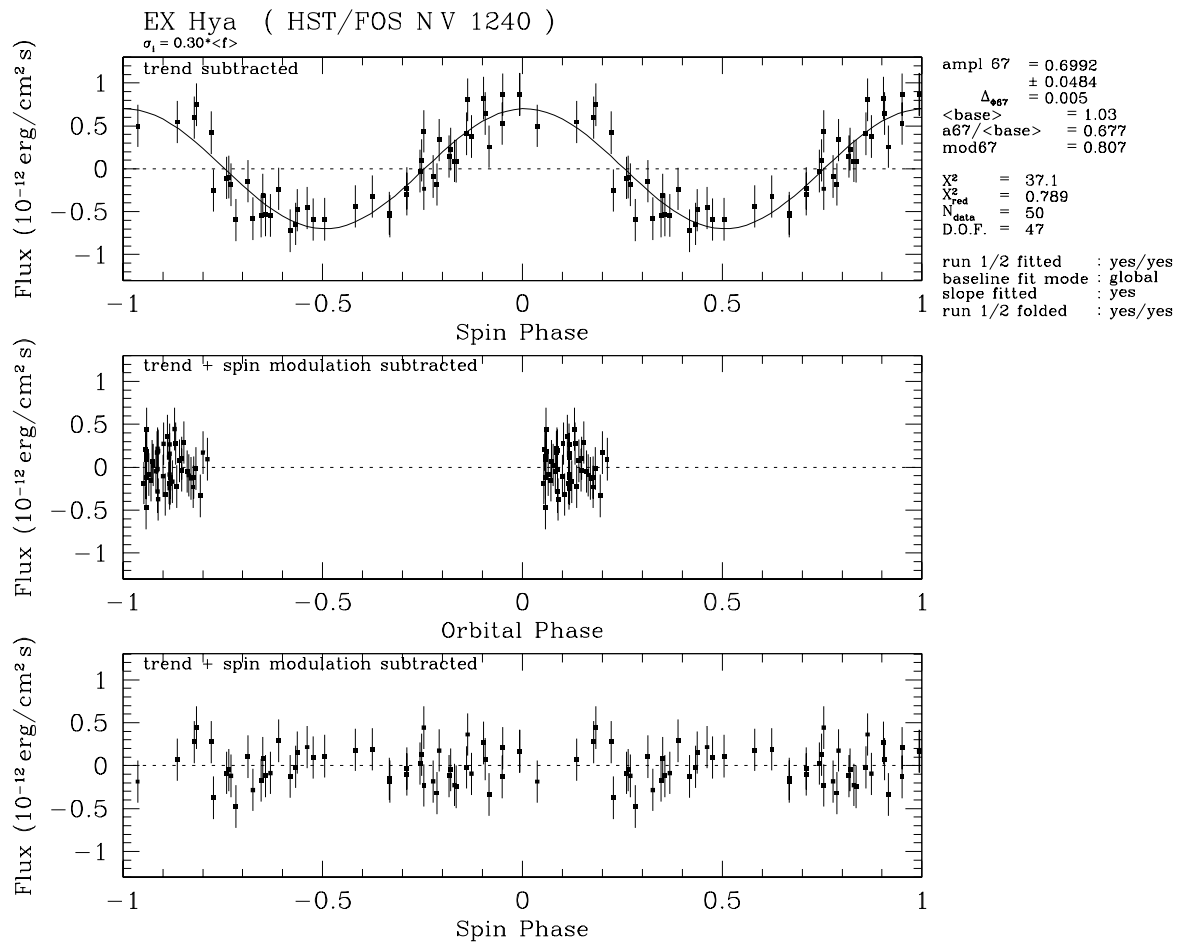 EX Hya ( HST/FOS N V 1240 )
σᵢ = 0.30*<f>
trend subtracted
Flux (10⁻¹² erg/cm² s)
1
0.5
0
−0.5
−1
−1 −0.5 0 0.5 1
Spin Phase
ampl 67 = 0.6992
± 0.0484
Δ_Φ67 = 0.005
<base> = 1.03
a67/<base> = 0.677
mod67 = 0.807
X² = 37.1
X²_red = 0.789
N_data = 50
D.O.F. = 47
run 1/2 fitted : yes/yes
baseline fit mode : global
slope fitted : yes
run 1/2 folded : yes/yes
trend + spin modulation subtracted
Flux (10⁻¹² erg/cm² s)
1
0.5
0
−0.5
−1
−1 −0.5 0 0.5 1
Orbital Phase
trend + spin modulation subtracted
Flux (10⁻¹² erg/cm² s)
1
0.5
0
−0.5
−1
−1 −0.5 0 0.5 1
Spin Phase